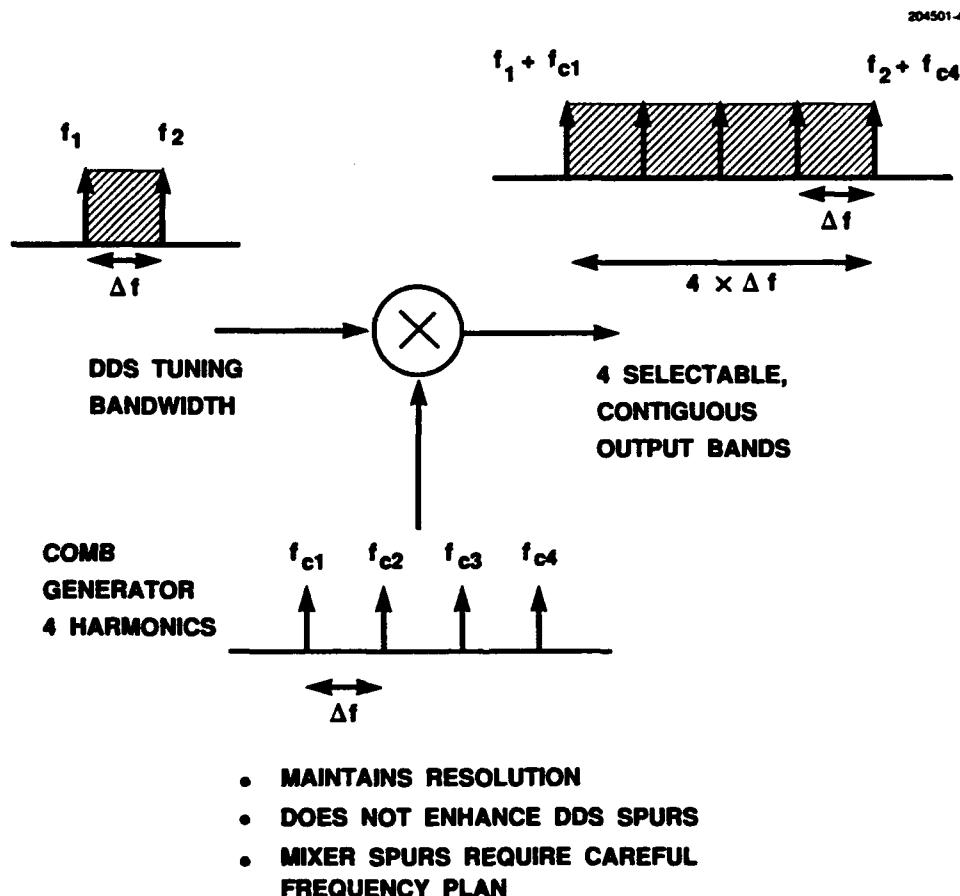 204501-4
f1 + fc1
f2 + fc4
f1 f2
Δf
Δf
4 × Δf
DDS TUNING
BANDWIDTH
4 SELECTABLE,
CONTIGUOUS
OUTPUT BANDS
COMB
GENERATOR
4 HARMONICS
fc1 fc2 fc3 fc4
Δf
• MAINTAINS RESOLUTION
• DOES NOT ENHANCE DDS SPURS
• MIXER SPURS REQUIRE CAREFUL
FREQUENCY PLAN